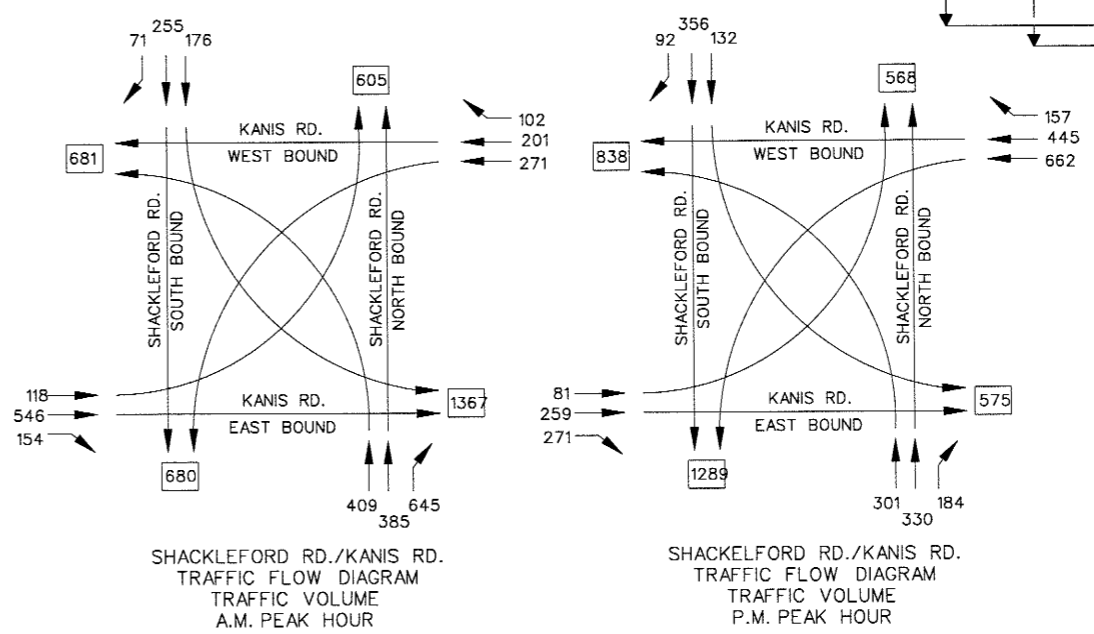 255
71 176
605
102
KANIS RD.
201
681 WEST BOUND
271
SHACKLEFORD RD.
SOUTH BOUND
SHACKLEFORD RD.
NORTH BOUND
118
KANIS RD.
1367
546
EAST BOUND
154
680
409 645
385
SHACKLEFORD RD./KANIS RD.
TRAFFIC FLOW DIAGRAM
TRAFFIC VOLUME
A.M. PEAK HOUR
356
92 132
568
157
KANIS RD.
445
838 WEST BOUND
662
SHACKLEFORD RD.
SOUTH BOUND
SHACKLEFORD RD.
NORTH BOUND
81
KANIS RD.
575
259
EAST BOUND
271
1289
301 184
330
SHACKELFORD RD./KANIS RD.
TRAFFIC FLOW DIAGRAM
TRAFFIC VOLUME
P.M. PEAK HOUR